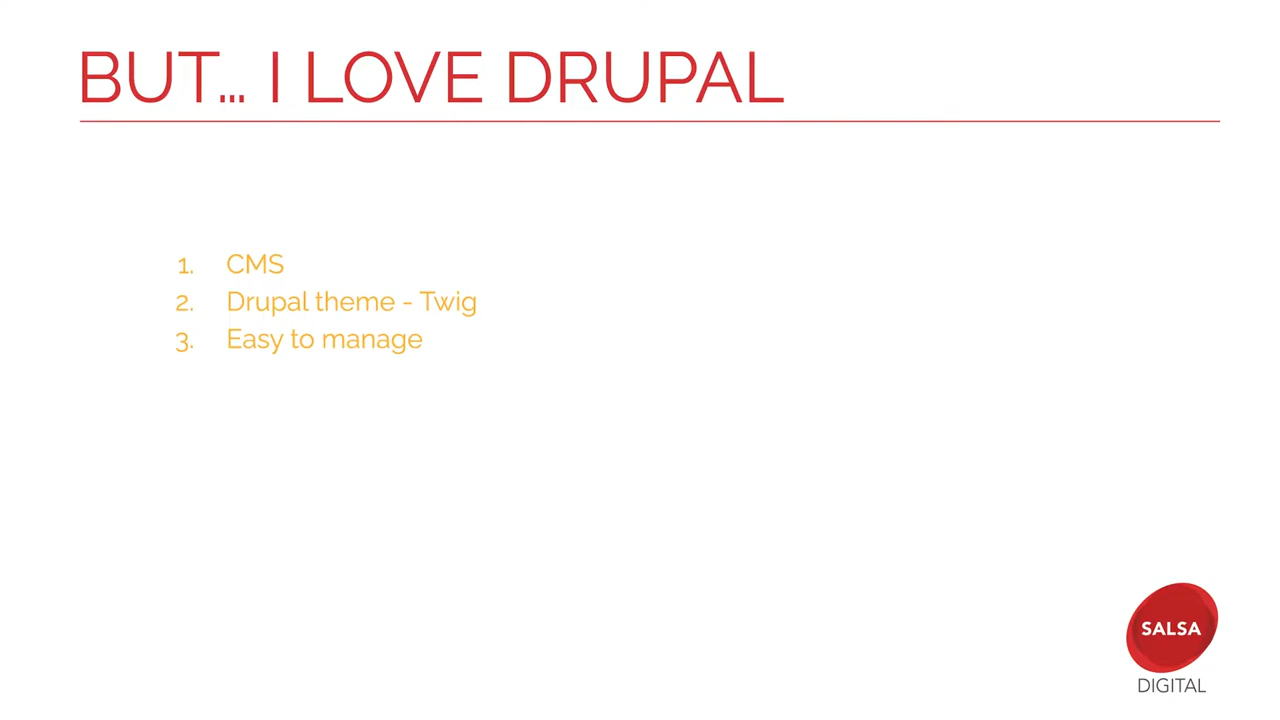 BUT... I LOVE DRUPAL
1. CMS
2. Drupal theme - Twig
3. Easy to manage
SALSA
DIGITAL